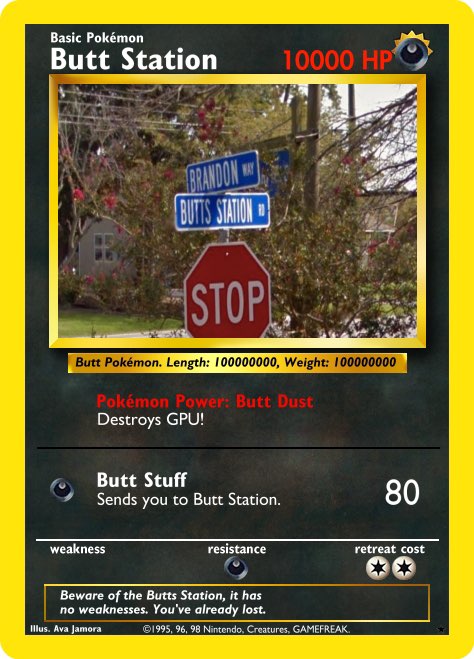 Basic Pokémon
Butt Station
10000 HP
BRANDON WAY
BUTTS STATION RD
STOP
Butt Pokémon. Length: 100000000, Weight: 100000000
Pokémon Power: Butt Dust
Destroys GPU!
Butt Stuff
80
Sends you to Butt Station.
weakness
resistance
retreat cost
Beware of the Butts Station, it has
no weaknesses. You've already lost.
Illus. Ava Jamora
©1995, 96, 98 Nintendo, Creatures, GAMEFREAK.